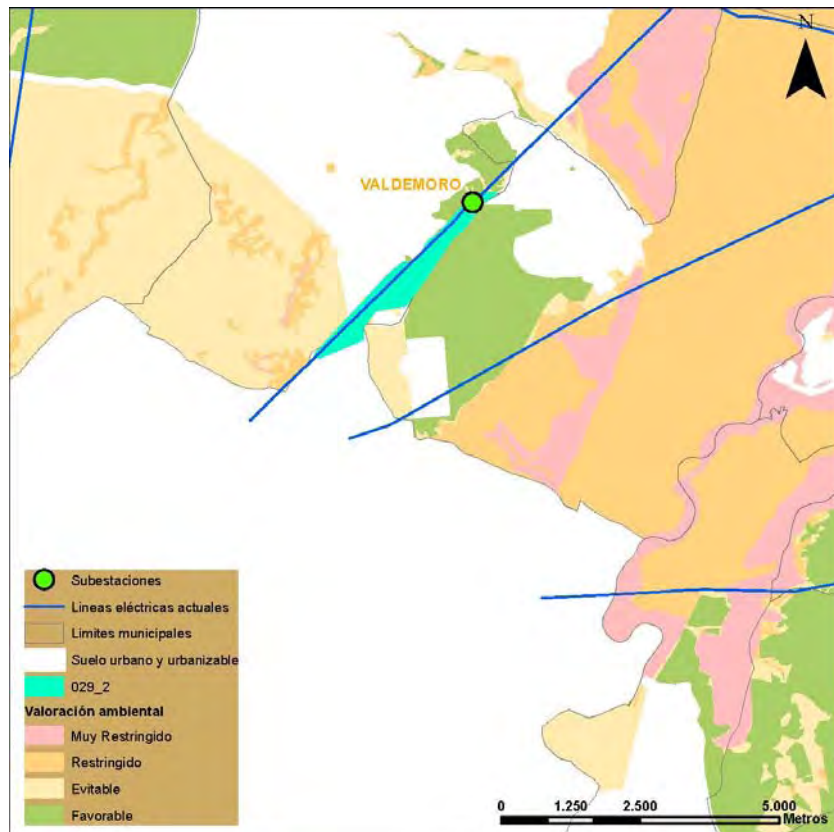 N
VALDEMORO
Subestaciones
Lineas eléctricas actuales
Limites municipales
Suelo urbano y urbanizable
029_2
Valoración ambiental
Muy Restringido
Restringido
Evitable
Favorable
0 1.250 2.500 5.000
Metros